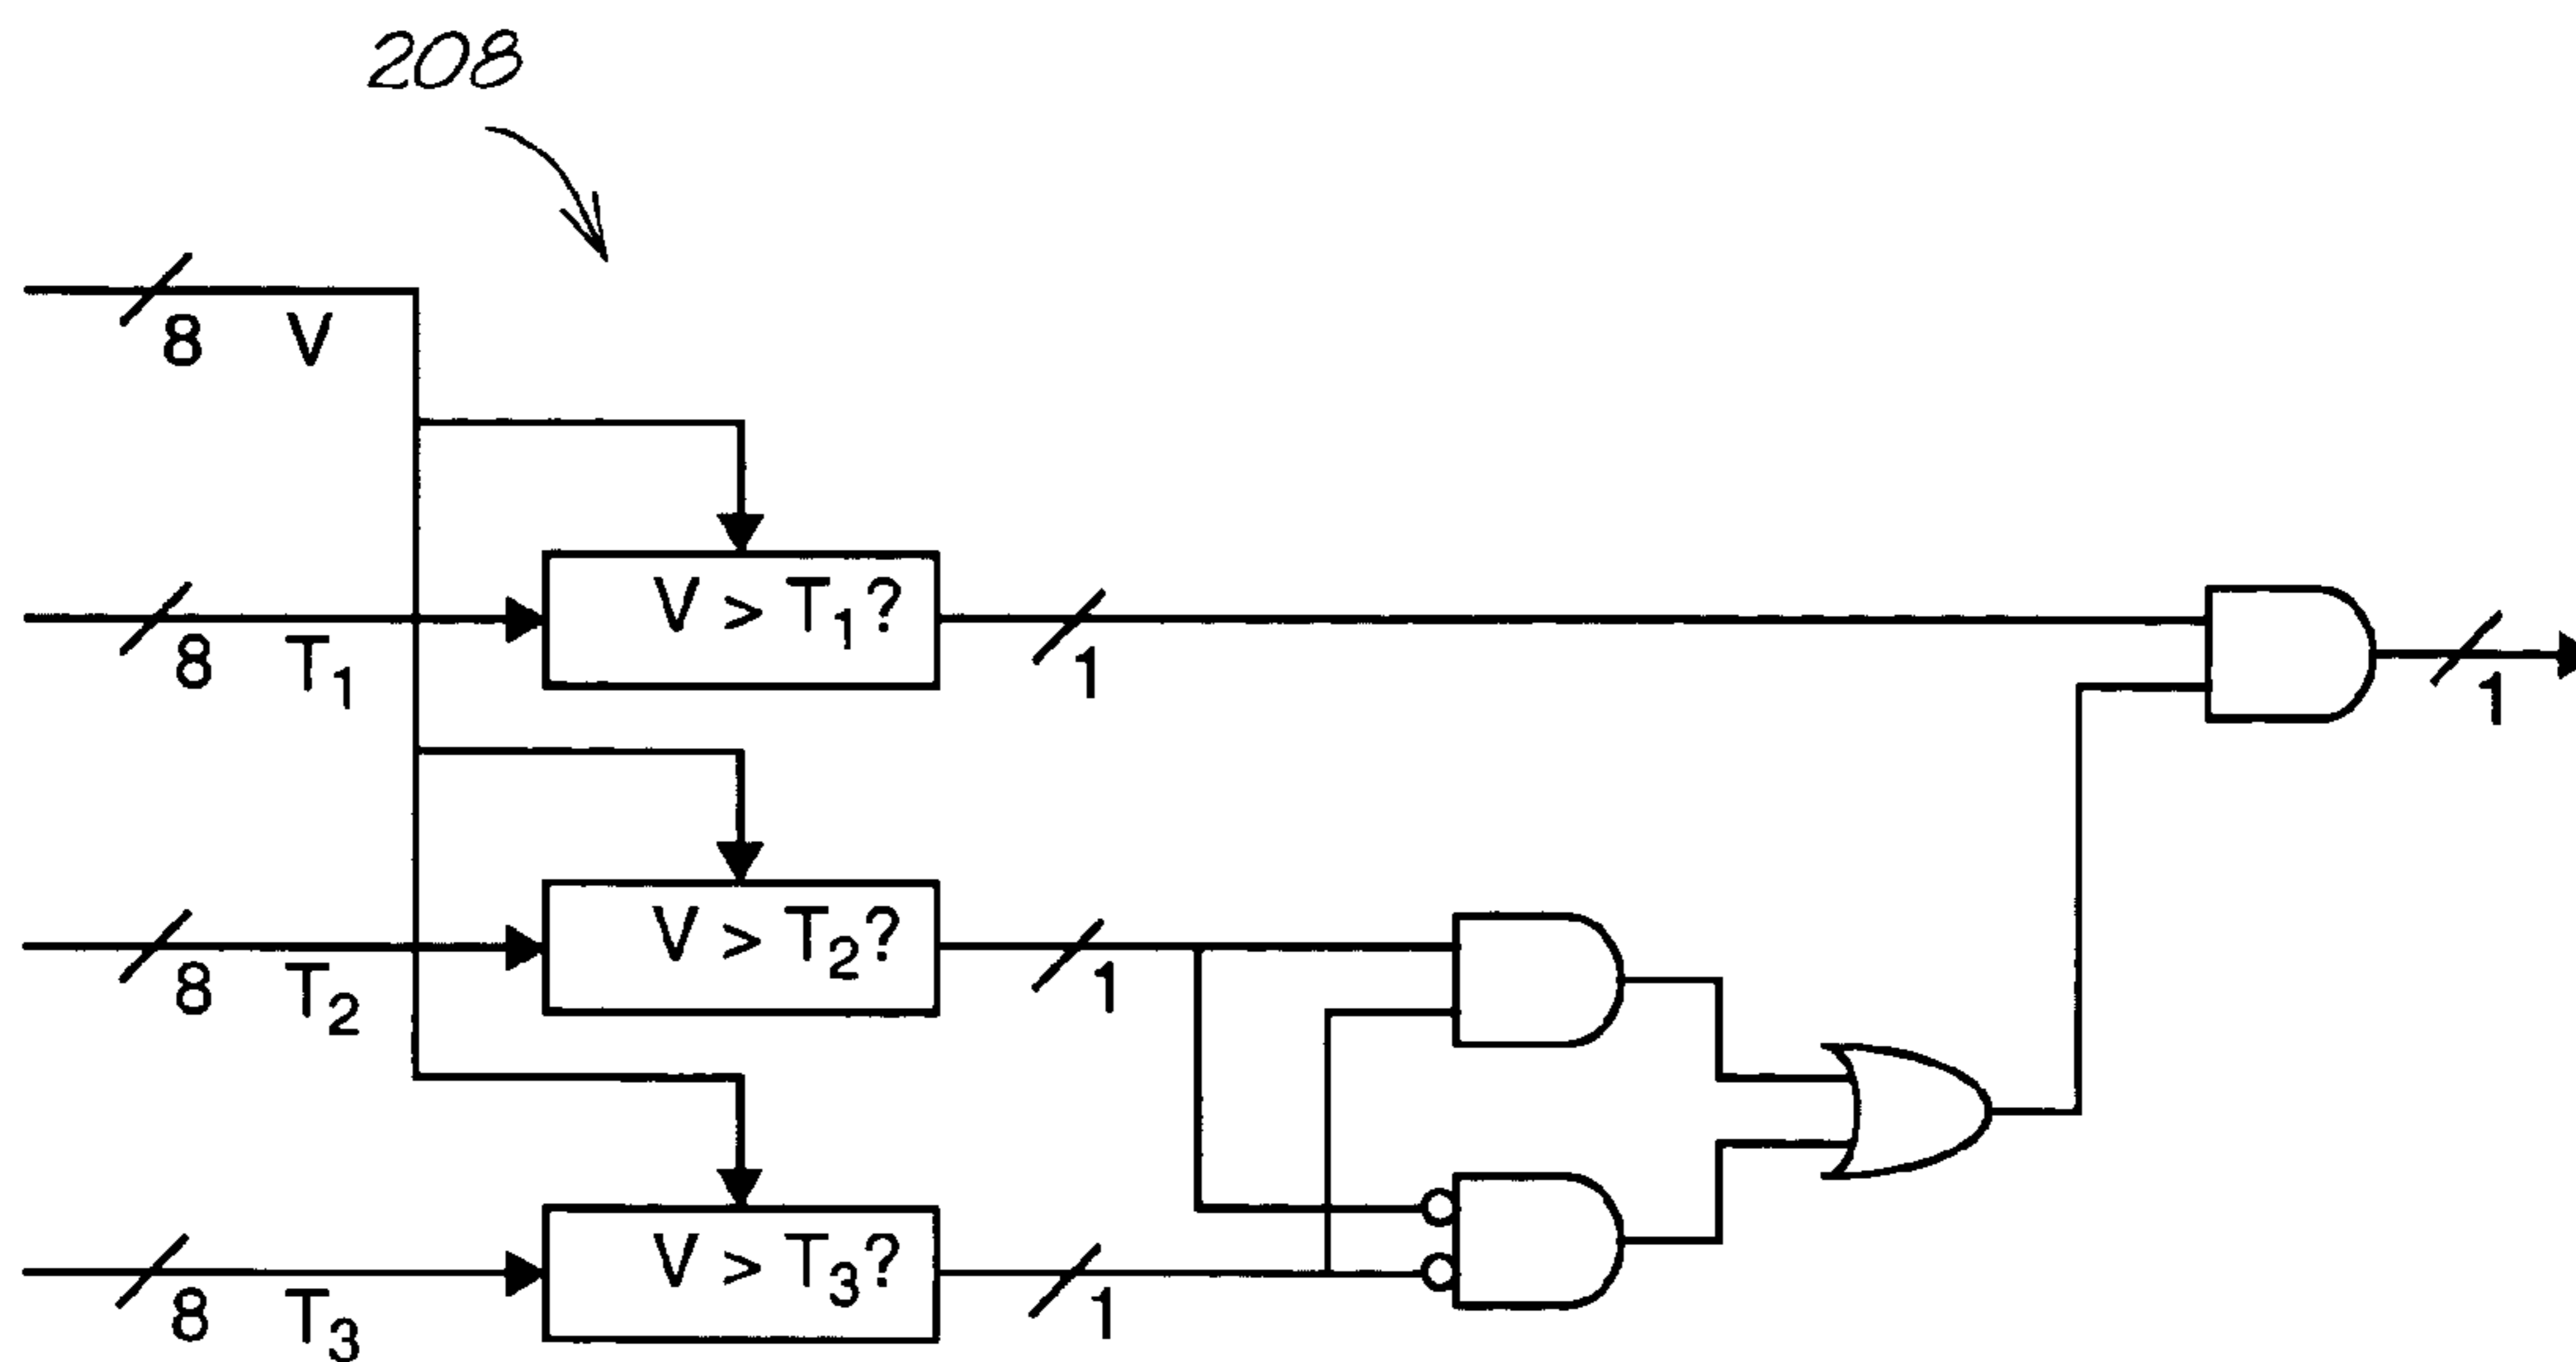 208
8 V
8 T₁ V > T₁? 1 1
8 T₂ V > T₂? 1
8 T₃ V > T₃? 1